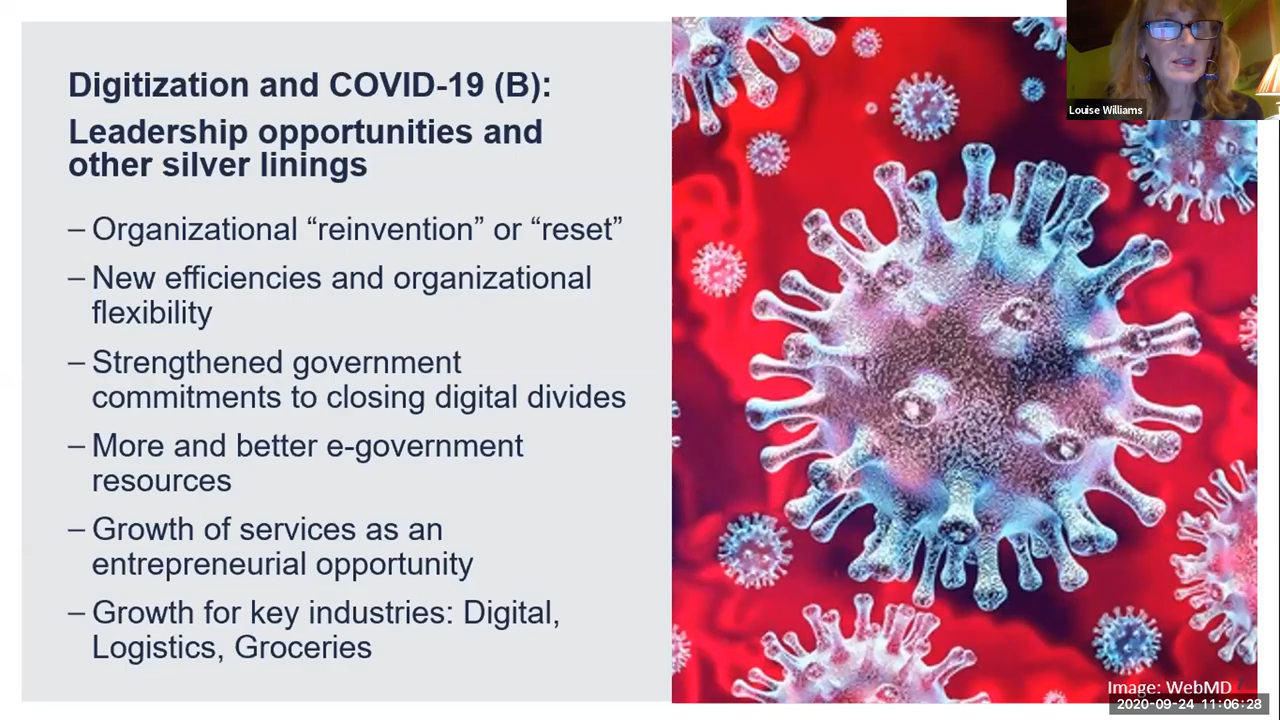 Digitization and COVID-19 (B):
Leadership opportunities and
other silver linings
– Organizational “reinvention” or “reset”
– New efficiencies and organizational
flexibility
– Strengthened government
commitments to closing digital divides
– More and better e-government
resources
– Growth of services as an
entrepreneurial opportunity
– Growth for key industries: Digital,
Logistics, Groceries
Louise Williams
Image: WebMD
2020-09-24 11:06:28